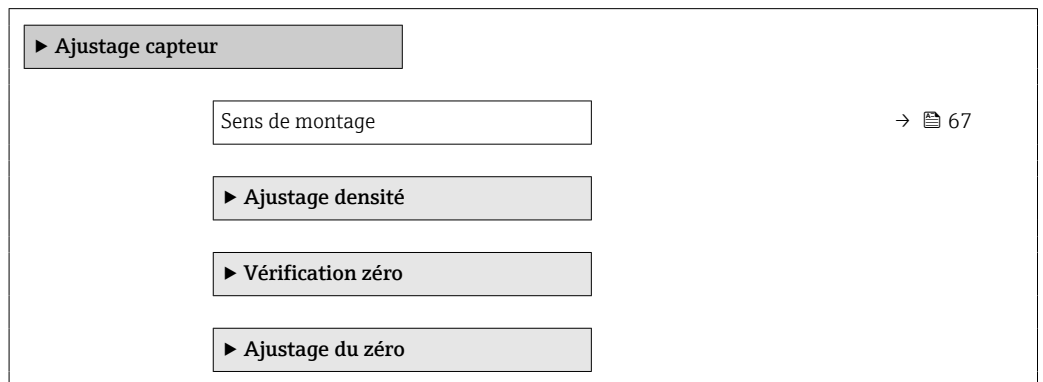 ▶ Ajustage capteur
Sens de montage → 67
▶ Ajustage densité
▶ Vérification zéro
▶ Ajustage du zéro